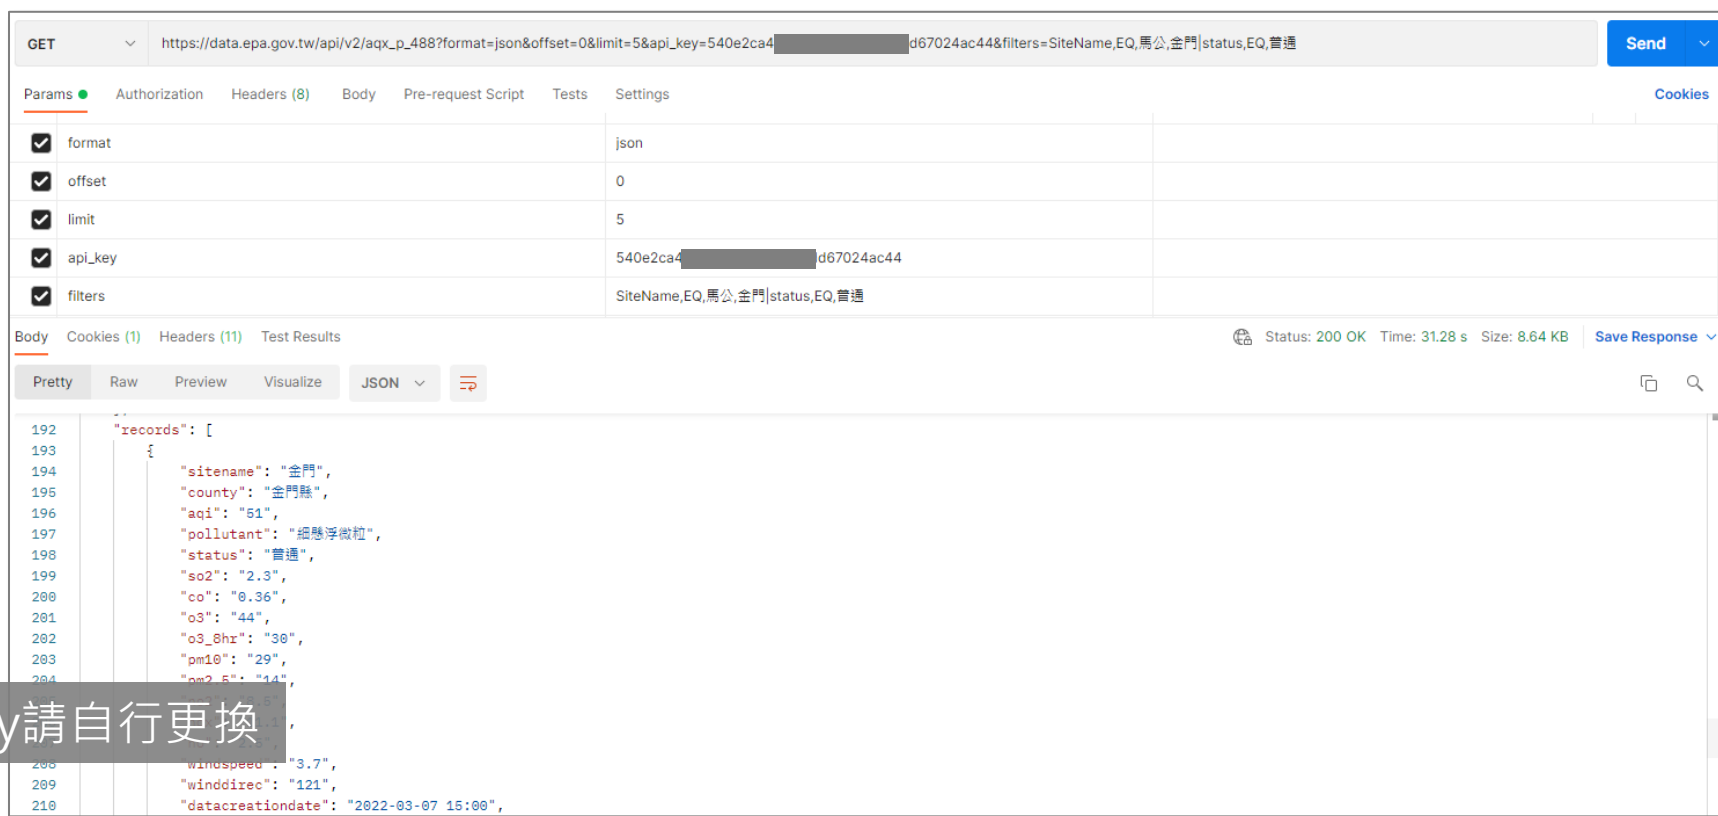 GET https://data.epa.gov.tw/api/v2/aqx_p_488?format=json&offset=0&limit=5&api_key=540e2ca4 d67024ac44&filters=SiteName,EQ,馬公,金門|status,EQ,普通 Send
Params Authorization Headers (8) Body Pre-request Script Tests Settings Cookies
format json
offset 0
limit 5
api_key 540e2ca4 d67024ac44
filters SiteName,EQ,馬公,金門|status,EQ,普通
Body Cookies (1) Headers (11) Test Results Status: 200 OK Time: 31.28 s Size: 8.64 KB Save Response
Pretty Raw Preview Visualize JSON
192 "records": [
193 {
194 "sitename": "金門",
195 "county": "金門縣",
196 "aqi": "51",
197 "pollutant": "細懸浮微粒",
198 "status": "普通",
199 "so2": "2.3",
200 "co": "0.36",
201 "o3": "44",
202 "o3_8hr": "30",
203 "pm10": "29",
204 "pm2.5": "14",
y請自行更換
208 "windspeed": "3.7",
209 "winddirec": "121",
210 "datacreationdate": "2022-03-07 15:00",